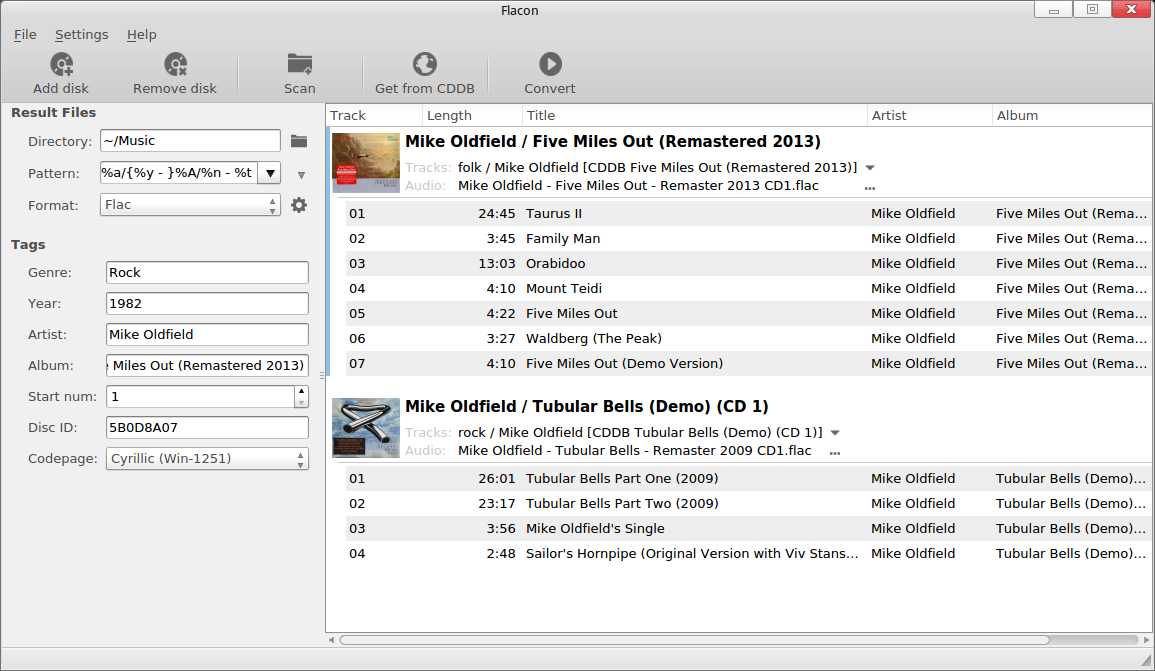 Flacon
File Settings Help
Add disk Remove disk Scan Get from CDDB Convert
Result Files
Directory: ~/Music
Pattern: %a/{%y - }%A/%n - %t
Format: Flac
Tags
Genre: Rock
Year: 1982
Artist: Mike Oldfield
Album: Miles Out (Remastered 2013)
Start num: 1
Disc ID: 5B0D8A07
Codepage: Cyrillic (Win-1251)
Track Length Title Artist Album
Mike Oldfield / Five Miles Out (Remastered 2013)
Tracks: folk / Mike Oldfield [CDDB Five Miles Out (Remastered 2013)]
Audio: Mike Oldfield - Five Miles Out - Remaster 2013 CD1.flac ...
01 24:45 Taurus II Mike Oldfield Five Miles Out (Rema...
02 3:45 Family Man Mike Oldfield Five Miles Out (Rema...
03 13:03 Orabidoo Mike Oldfield Five Miles Out (Rema...
04 4:10 Mount Teidi Mike Oldfield Five Miles Out (Rema...
05 4:22 Five Miles Out Mike Oldfield Five Miles Out (Rema...
06 3:27 Waldberg (The Peak) Mike Oldfield Five Miles Out (Rema...
07 4:10 Five Miles Out (Demo Version) Mike Oldfield Five Miles Out (Rema...
Mike Oldfield / Tubular Bells (Demo) (CD 1)
Tracks: rock / Mike Oldfield [CDDB Tubular Bells (Demo) (CD 1)]
Audio: Mike Oldfield - Tubular Bells - Remaster 2009 CD1.flac ...
01 26:01 Tubular Bells Part One (2009) Mike Oldfield Tubular Bells (Demo)...
02 23:17 Tubular Bells Part Two (2009) Mike Oldfield Tubular Bells (Demo)...
03 3:56 Mike Oldfield's Single Mike Oldfield Tubular Bells (Demo)...
04 2:48 Sailor's Hornpipe (Original Version with Viv Stans... Mike Oldfield Tubular Bells (Demo)...